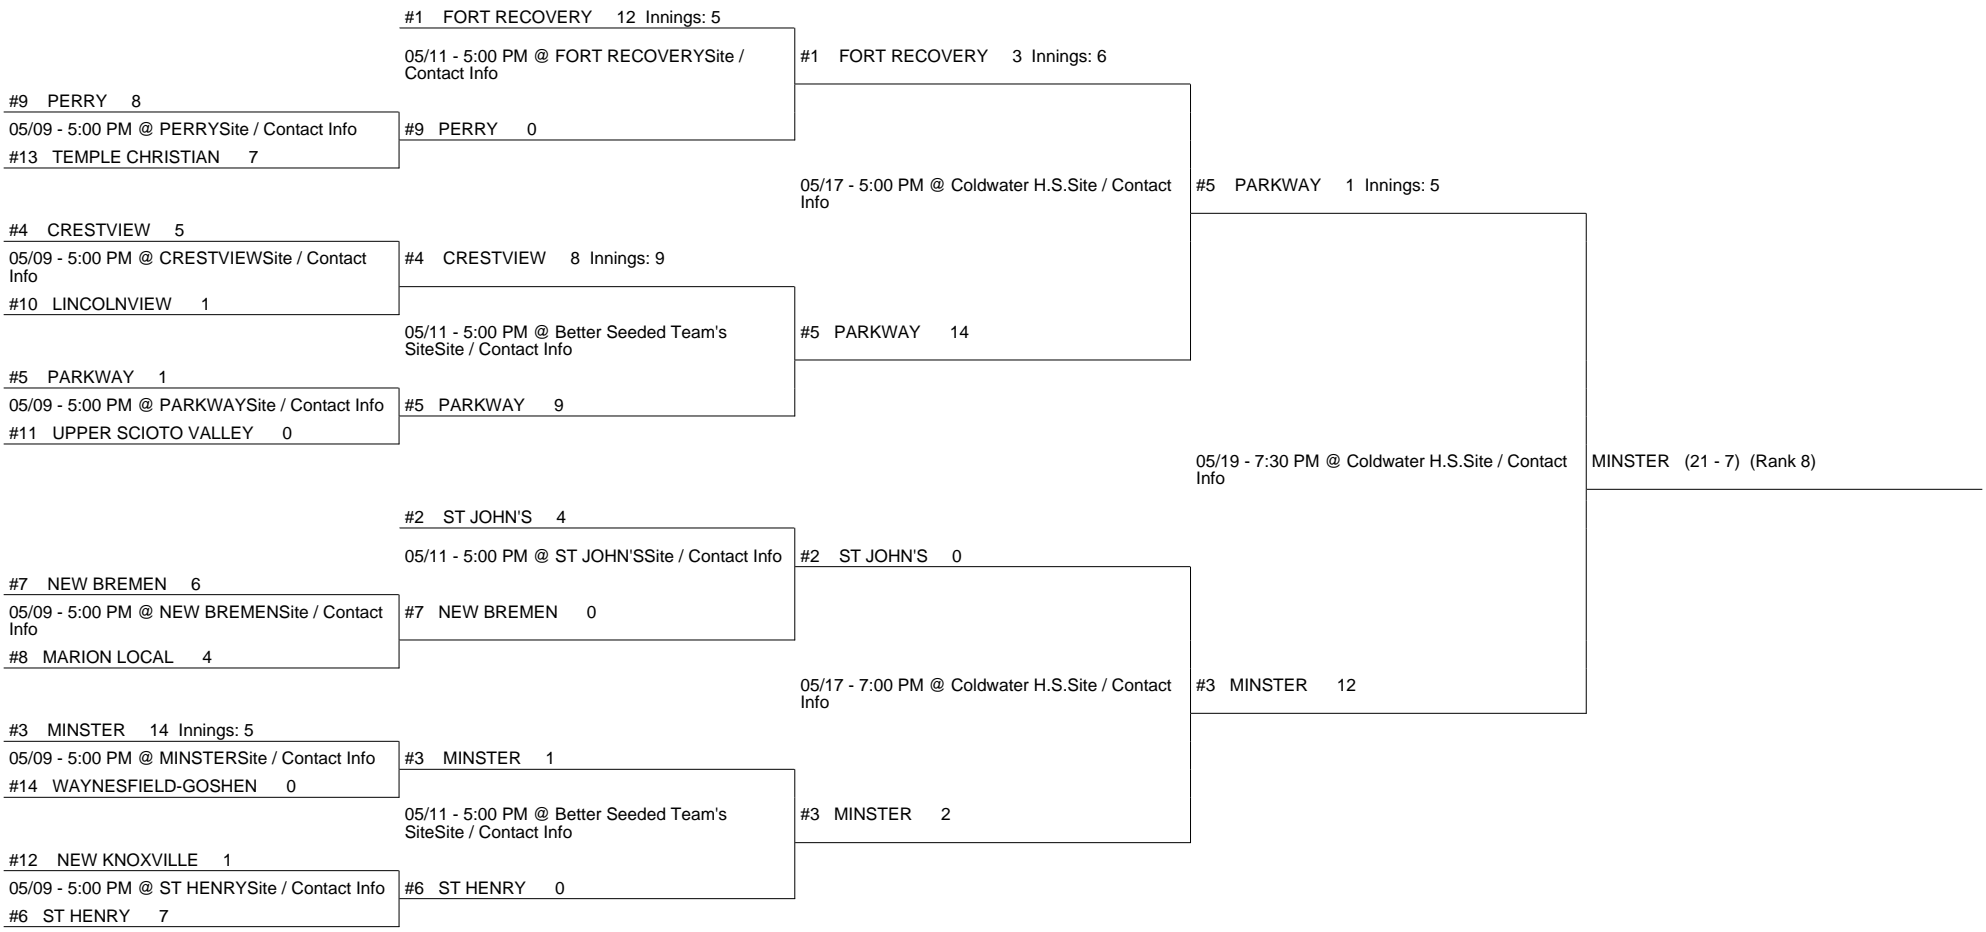 #1 FORT RECOVERY 12 Innings: 5
05/11 - 5:00 PM @ FORT RECOVERYSite /
Contact Info
#9 PERRY 0
#9 PERRY 8
05/09 - 5:00 PM @ PERRYSite / Contact Info
#13 TEMPLE CHRISTIAN 7
#1 FORT RECOVERY 3 Innings: 6
05/17 - 5:00 PM @ Coldwater H.S.Site / Contact
Info
#5 PARKWAY 14
#4 CRESTVIEW 5
05/09 - 5:00 PM @ CRESTVIEWSite / Contact
Info
#10 LINCOLNVIEW 1
#4 CRESTVIEW 8 Innings: 9
05/11 - 5:00 PM @ Better Seeded Team's
SiteSite / Contact Info
#5 PARKWAY 9
#5 PARKWAY 1
05/09 - 5:00 PM @ PARKWAYSite / Contact Info
#11 UPPER SCIOTO VALLEY 0
#5 PARKWAY 1 Innings: 5
05/19 - 7:30 PM @ Coldwater H.S.Site / Contact
Info
#3 MINSTER 12
MINSTER (21 - 7) (Rank 8)
#2 ST JOHN'S 4
05/11 - 5:00 PM @ ST JOHN'SSite / Contact Info
#7 NEW BREMEN 0
#7 NEW BREMEN 6
05/09 - 5:00 PM @ NEW BREMENSite / Contact
Info
#8 MARION LOCAL 4
#2 ST JOHN'S 0
05/17 - 7:00 PM @ Coldwater H.S.Site / Contact
Info
#3 MINSTER 2
#3 MINSTER 14 Innings: 5
05/09 - 5:00 PM @ MINSTERSite / Contact Info
#14 WAYNESFIELD-GOSHEN 0
#3 MINSTER 1
05/11 - 5:00 PM @ Better Seeded Team's
SiteSite / Contact Info
#6 ST HENRY 0
#12 NEW KNOXVILLE 1
05/09 - 5:00 PM @ ST HENRYSite / Contact Info
#6 ST HENRY 7